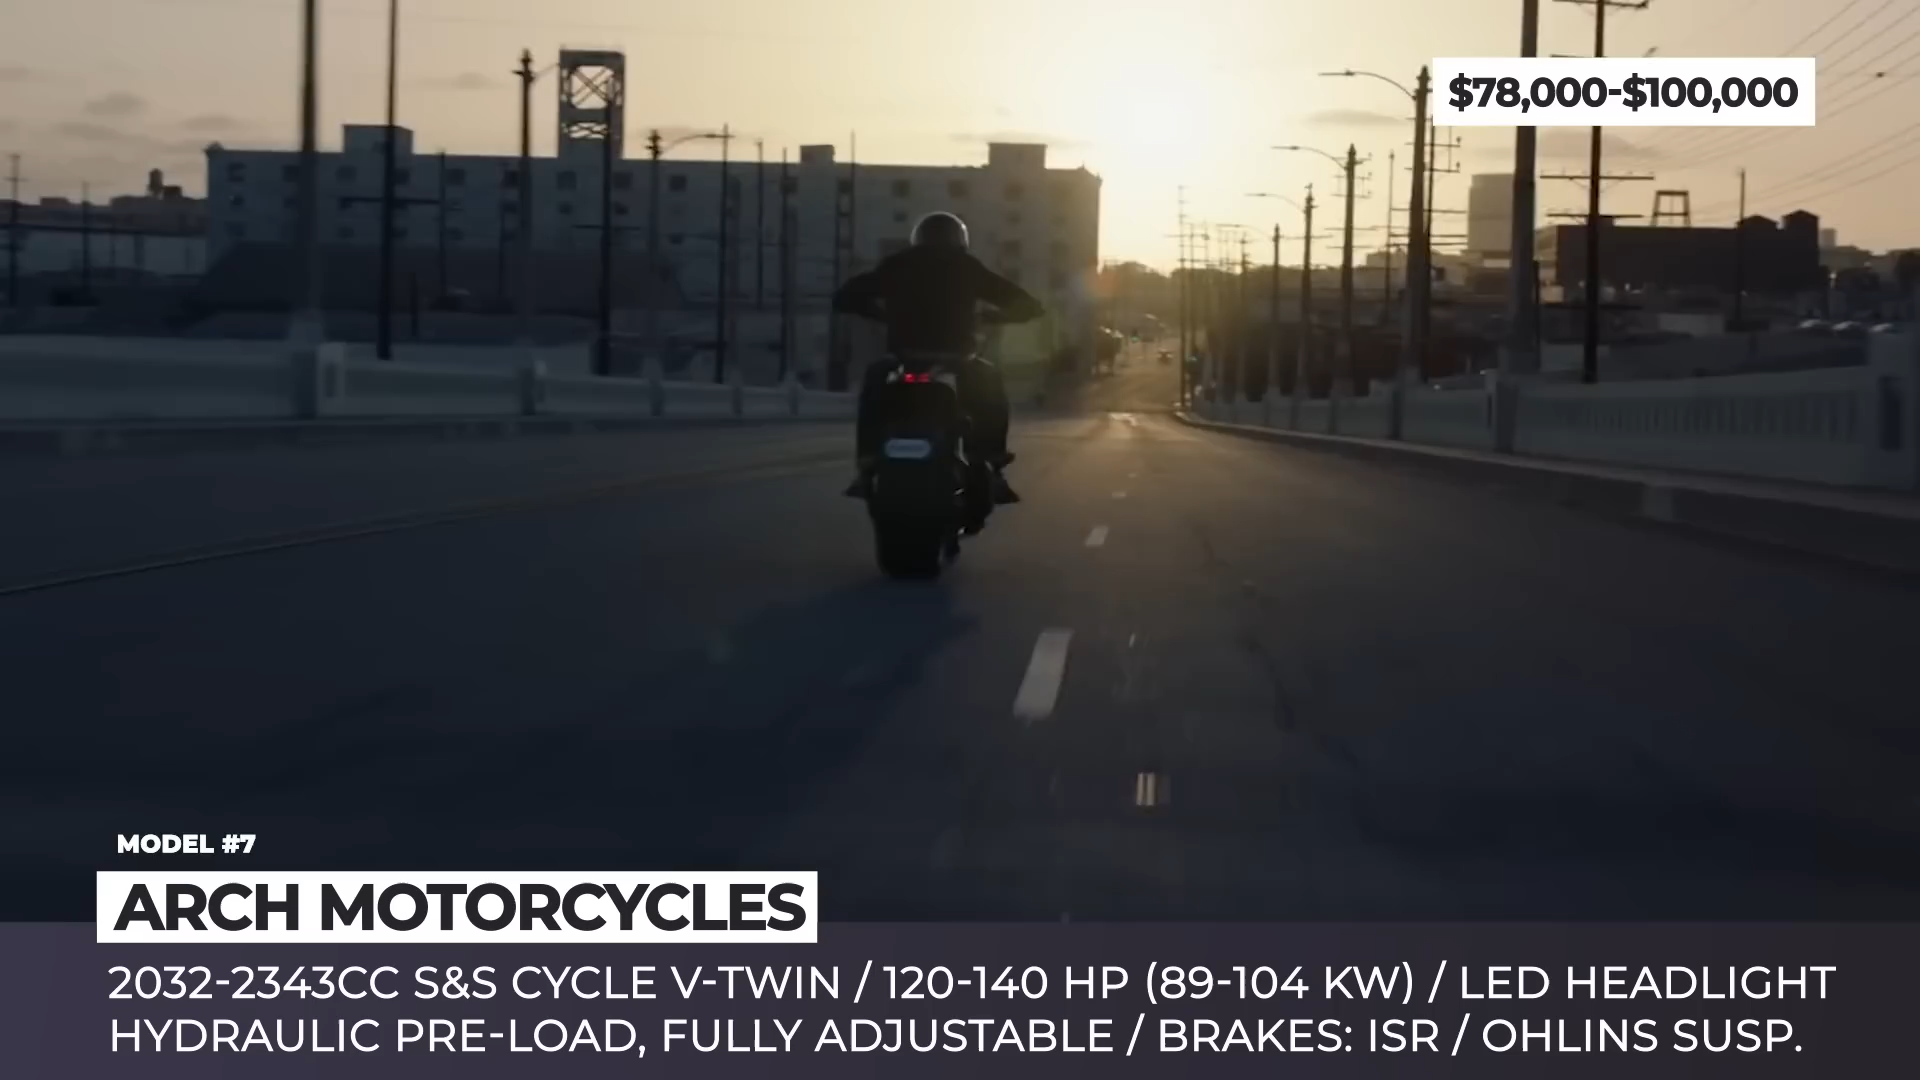 $78,000-$100,000
MODEL #7
ARCH MOTORCYCLES
2032-2343CC S&S CYCLE V-TWIN / 120-140 HP (89-104 KW) / LED HEADLIGHT
HYDRAULIC PRE-LOAD, FULLY ADJUSTABLE / BRAKES: ISR / OHLINS SUSP.